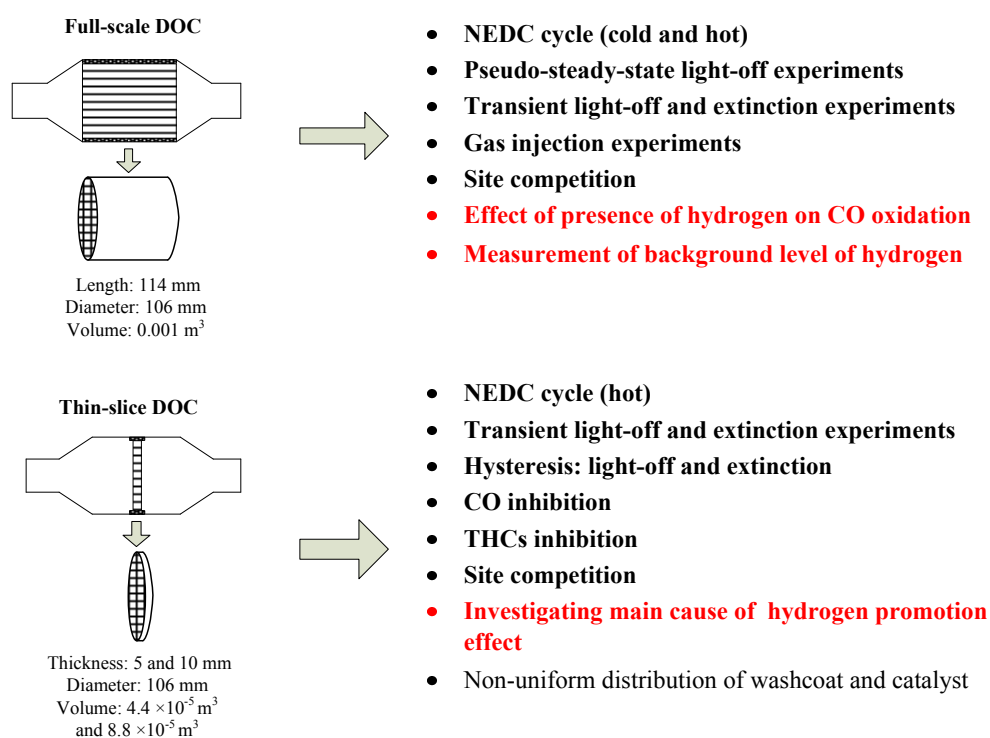 Full-scale DOC
Length: 114 mm
Diameter: 106 mm
Volume: 0.001 m³
• NEDC cycle (cold and hot)
• Pseudo-steady-state light-off experiments
• Transient light-off and extinction experiments
• Gas injection experiments
• Site competition
• Effect of presence of hydrogen on CO oxidation
• Measurement of background level of hydrogen
Thin-slice DOC
Thickness: 5 and 10 mm
Diameter: 106 mm
Volume: 4.4 ×10⁻⁵ m³
and 8.8 ×10⁻⁵ m³
• NEDC cycle (hot)
• Transient light-off and extinction experiments
• Hysteresis: light-off and extinction
• CO inhibition
• THCs inhibition
• Site competition
• Investigating main cause of hydrogen promotion
effect
• Non-uniform distribution of washcoat and catalyst